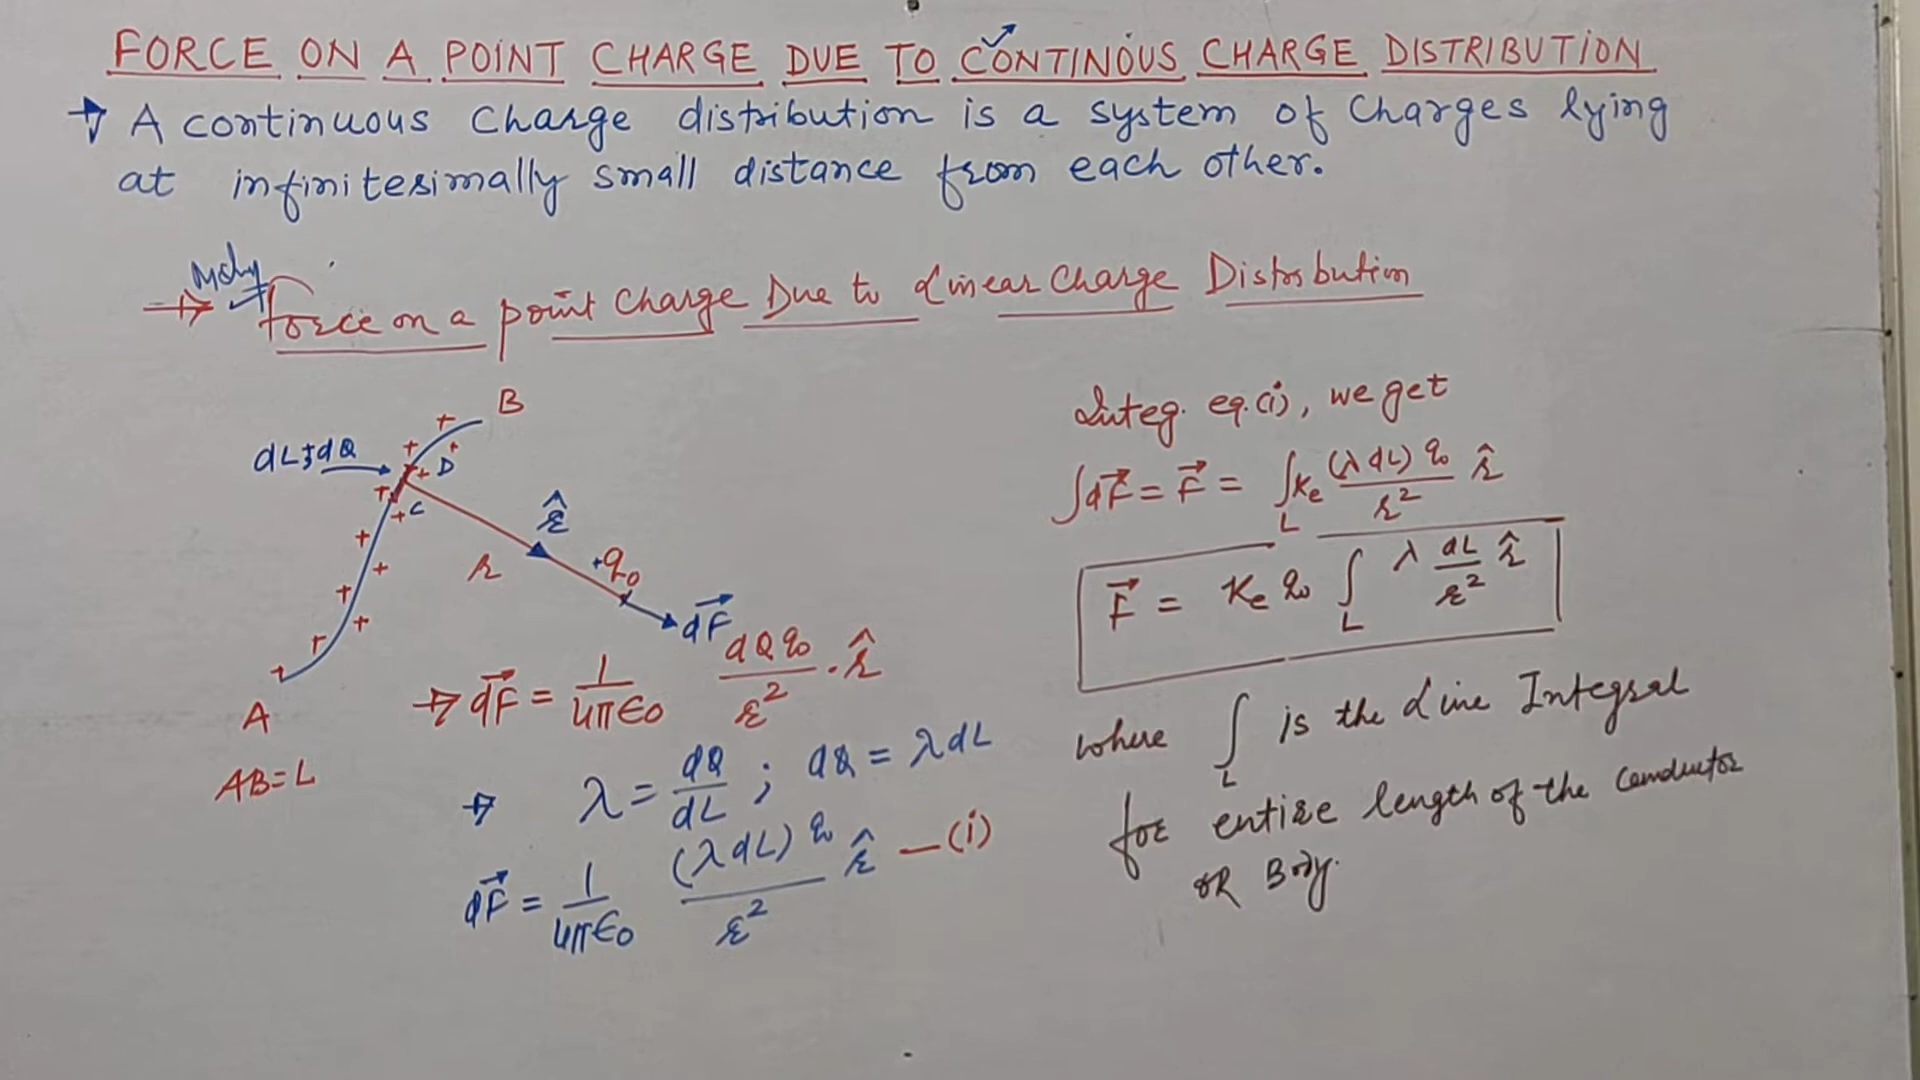 FORCE ON A POINT CHARGE DUE TO CONTINOUS CHARGE DISTRIBUTION
→ A continuous charge distribution is a system of Charges lying
at infinitesimally small distance from each other.
→ Force on a point Charge Due to Linear Charge Distribution
B
dL; dQ
D
C
r̂
r
+q₀
dF⃗
A
AB=L
→ dF⃗ = 1/4πϵ₀ dQ q₀/r² . r̂
→ λ = dQ/dL ; dQ = λdL
dF⃗ = 1/4πϵ₀ (λdL) q₀/r² r̂ —(i)
Integ. eq.(i), we get
∫dF⃗ = F⃗ = ∫L Ke (λdL) q₀/r² r̂
F⃗ = Ke q₀ ∫L λ dL/r² r̂
where ∫L is the Line Integral
for entire length of the conductor
OR Body.